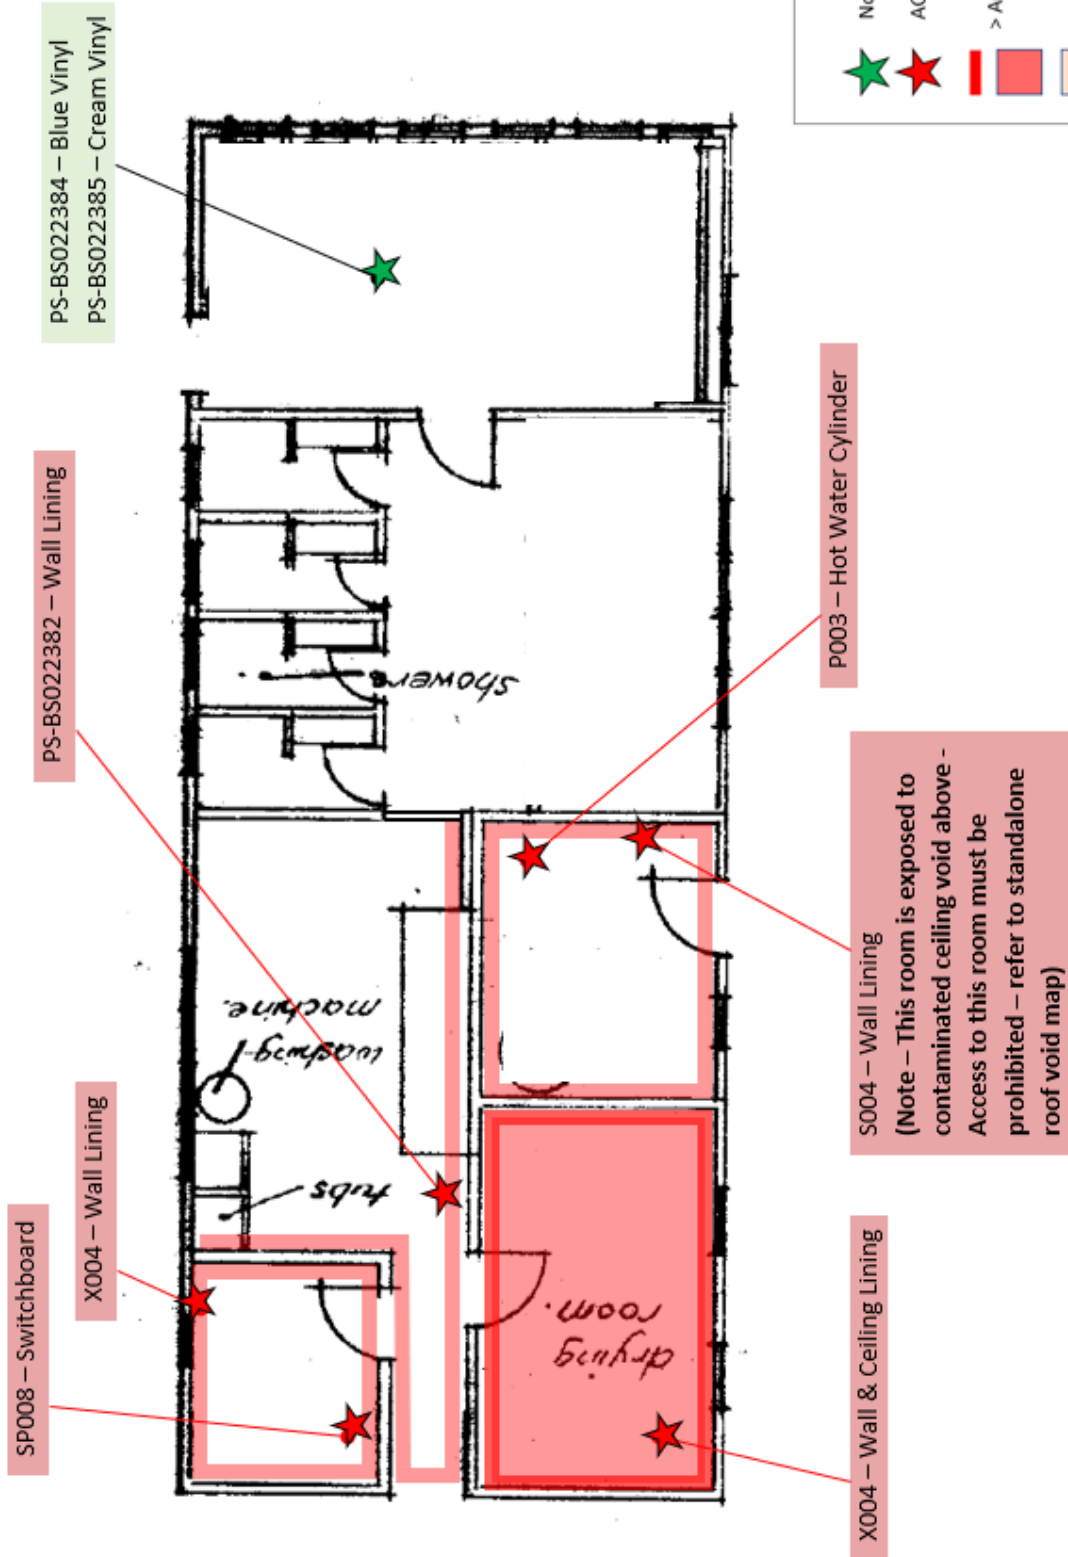 PS-BS022384 – Blue Vinyl
PS-BS022385 – Cream Vinyl
PS-BS022382 – Wall Lining
X004 – Wall Lining
SP008 – Switchboard
showers
washing
machine.
tubs
drying
room.
P003 – Hot Water Cylinder
S004 – Wall Lining
(Note – This room is exposed to
contaminated ceiling void above -
Access to this room must be
prohibited – refer to standalone
roof void map)
X004 – Wall & Ceiling Lining
>